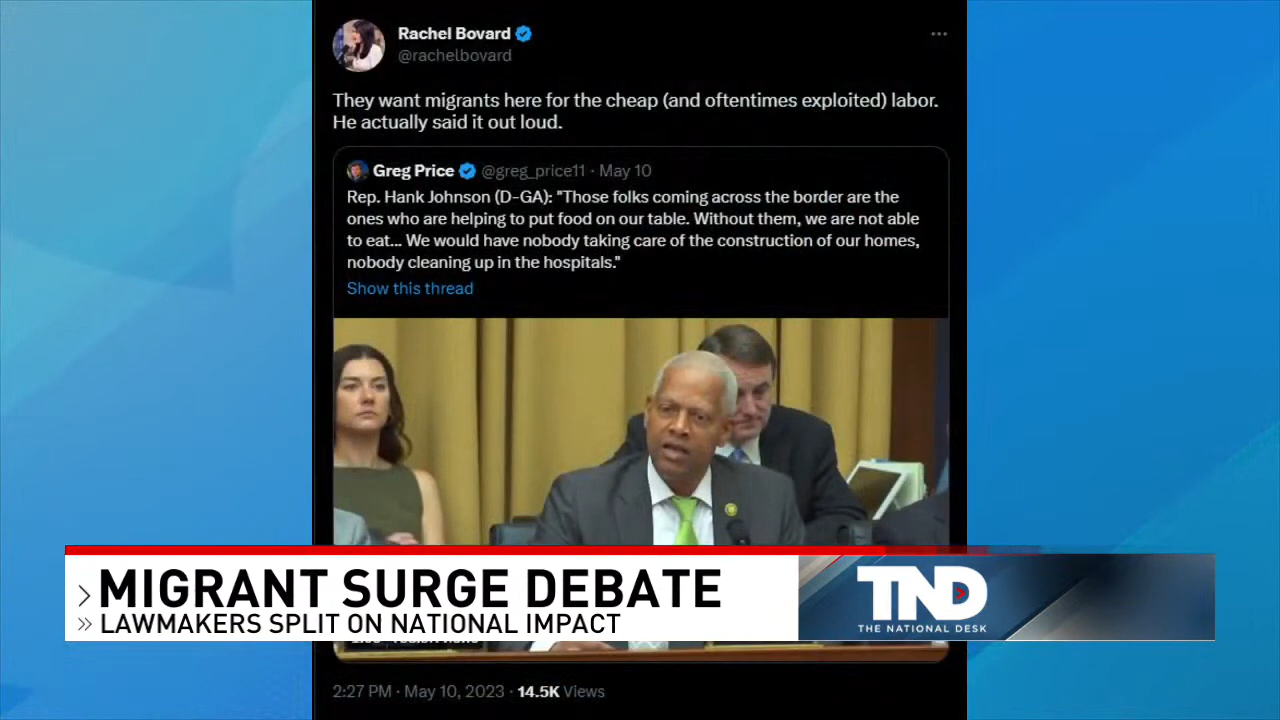 Rachel Bovard
@rachelbovard
They want migrants here for the cheap (and oftentimes exploited) labor.
He actually said it out loud.
Greg Price @greg_price11 · May 10
Rep. Hank Johnson (D-GA): "Those folks coming across the border are the
ones who are helping to put food on our table. Without them, we are not able
to eat... We would have nobody taking care of the construction of our homes,
nobody cleaning up in the hospitals."
Show this thread
MIGRANT SURGE DEBATE
LAWMAKERS SPLIT ON NATIONAL IMPACT
TND
THE NATIONAL DESK
2:27 PM · May 10, 2023 · 14.5K Views